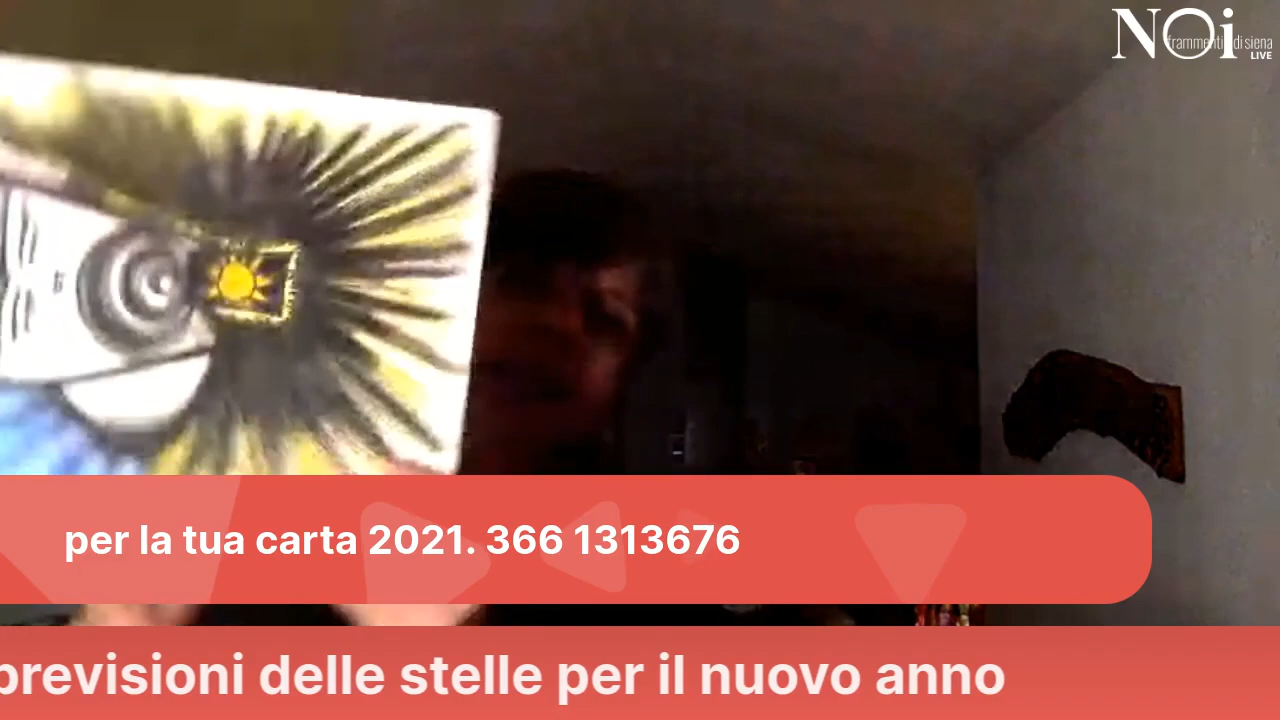 NOi
frammenti di siena
LIVE
per la tua carta 2021. 366 1313676
previsioni delle stelle per il nuovo anno